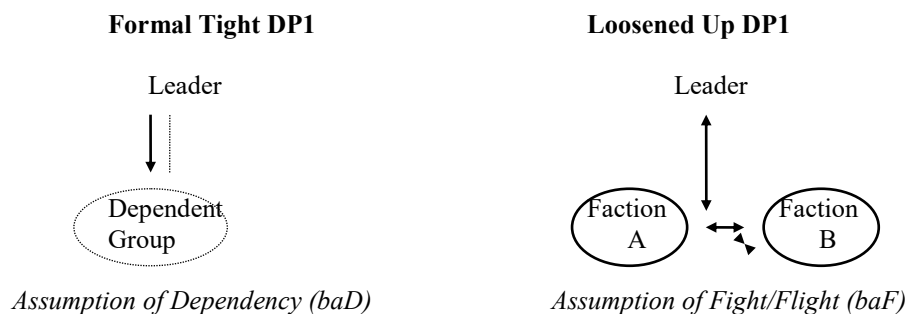 Formal Tight DP1
Loosened Up DP1
Leader
Leader
Dependent
Group
Faction
A
Faction
B
Assumption of Dependency (baD)
Assumption of Fight/Flight (baF)